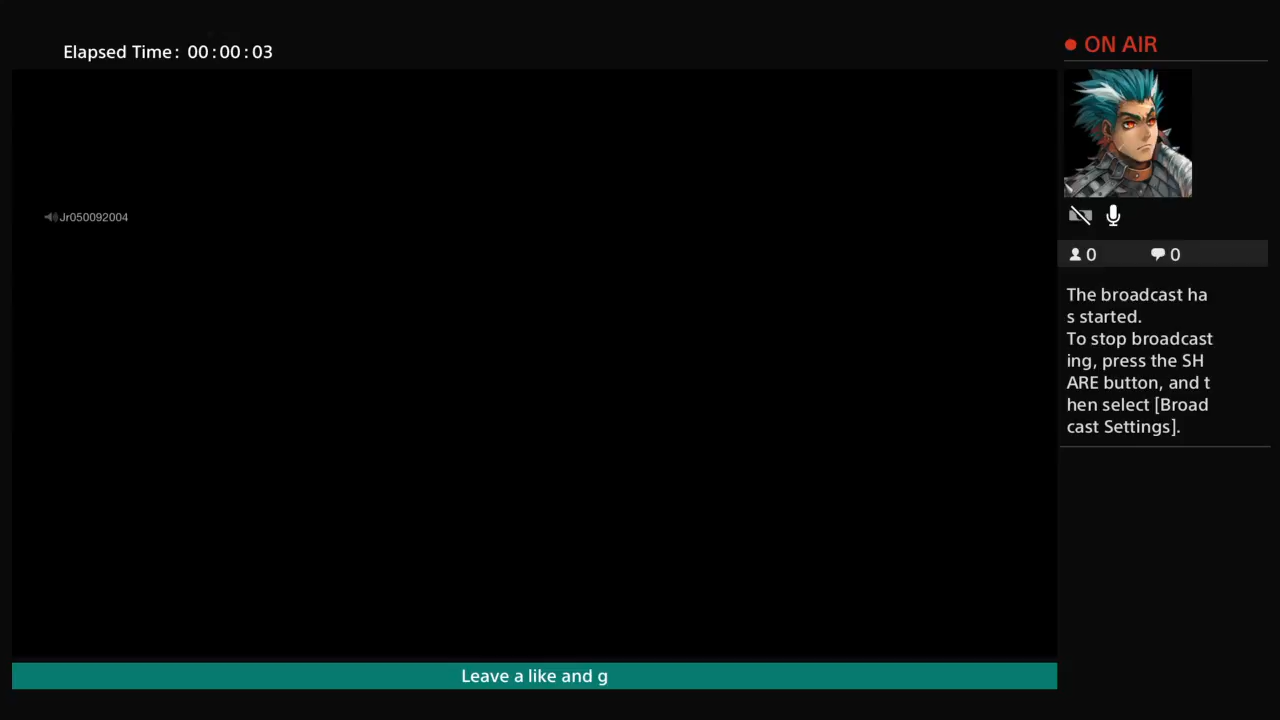 Elapsed Time: 00:00:03
ON AIR
Jr050092004
0 0
The broadcast ha
s started.
To stop broadcast
ing, press the SH
ARE button, and t
hen select [Broad
cast Settings].
Leave a like and g